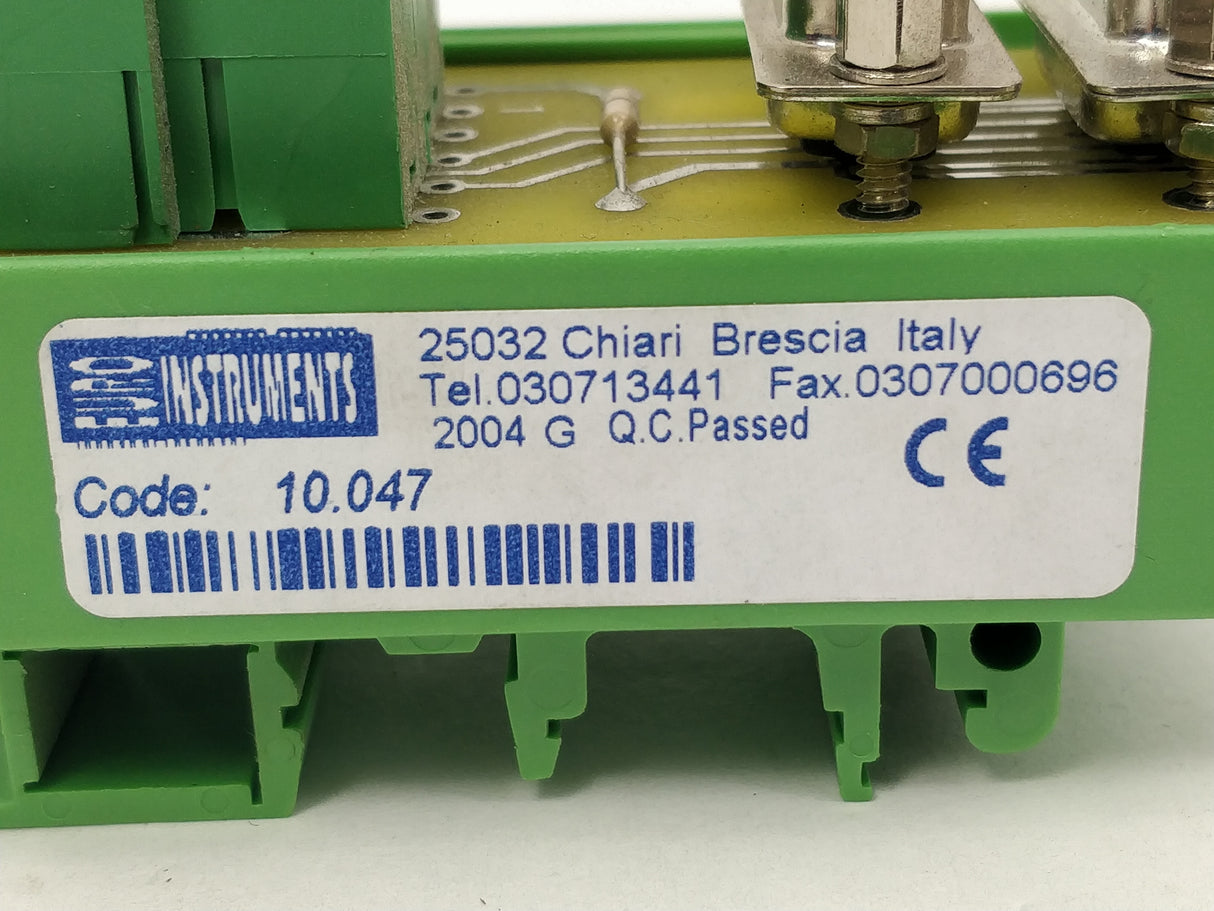 EURO INSTRUMENTS
25032 Chiari Brescia Italy
Tel.030713441 Fax.0307000696
2004 G Q.C.Passed
CE
Code: 10.047